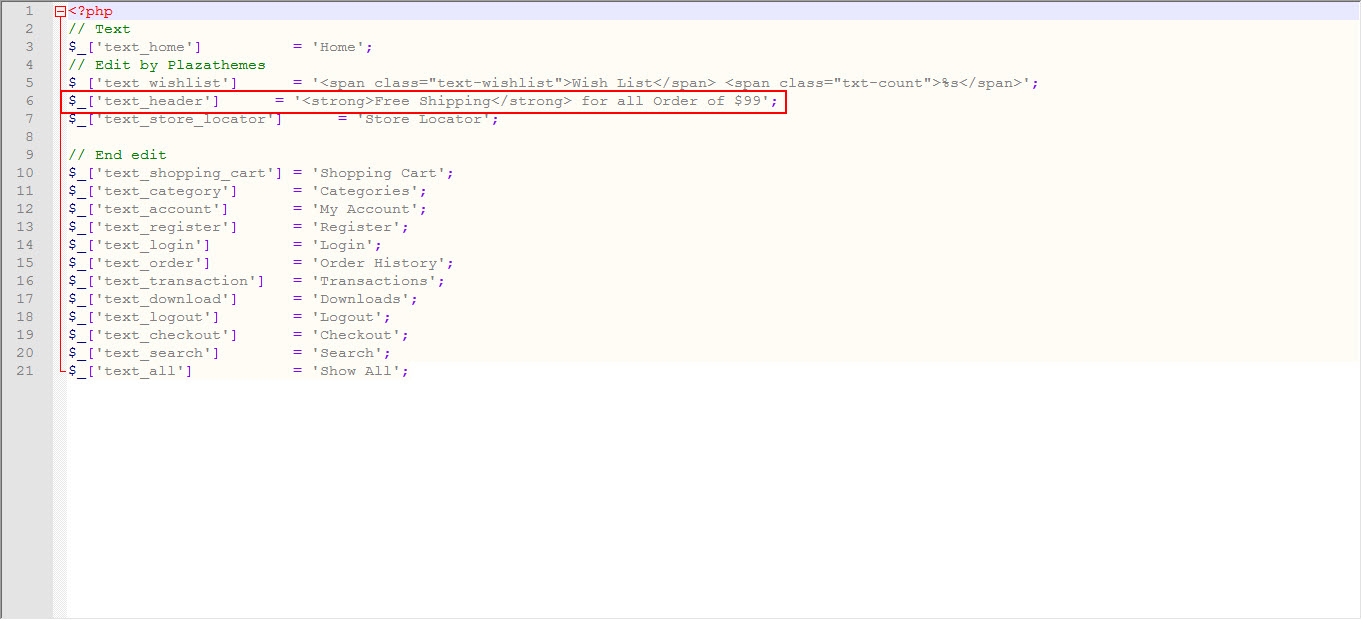 1 <?php
2 // Text
3 $_['text_home'] = 'Home';
4 // Edit by Plazathemes
5 $_['text_wishlist'] = '<span class="text-wishlist">Wish List</span> <span class="txt-count">%s</span>';
6 $_['text_header'] = '<strong>Free Shipping</strong> for all Order of $99';
7 $_['text_store_locator'] = 'Store Locator';
8
9 // End edit
10 $_['text_shopping_cart'] = 'Shopping Cart';
11 $_['text_category'] = 'Categories';
12 $_['text_account'] = 'My Account';
13 $_['text_register'] = 'Register';
14 $_['text_login'] = 'Login';
15 $_['text_order'] = 'Order History';
16 $_['text_transaction'] = 'Transactions';
17 $_['text_download'] = 'Downloads';
18 $_['text_logout'] = 'Logout';
19 $_['text_checkout'] = 'Checkout';
20 $_['text_search'] = 'Search';
21 $_['text_all'] = 'Show All';